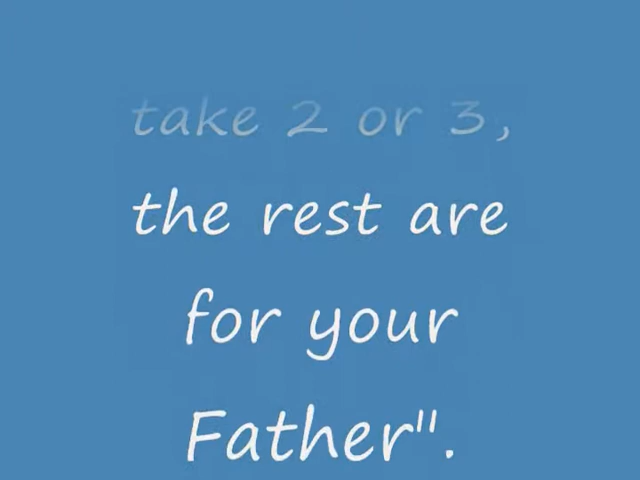 take 2 or 3,
the rest are
for your
Father".